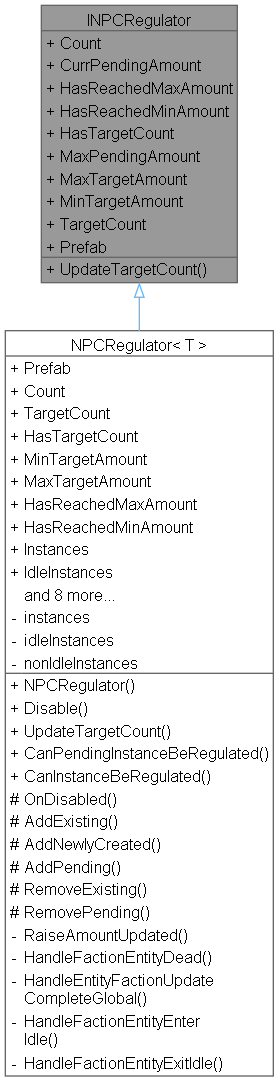 INPCRegulator
+ Count
+ CurrPendingAmount
+ HasReachedMaxAmount
+ HasReachedMinAmount
+ HasTargetCount
+ MaxPendingAmount
+ MaxTargetAmount
+ MinTargetAmount
+ TargetCount
+ Prefab
+ UpdateTargetCount()
NPCRegulator< T >
+ Prefab
+ Count
+ TargetCount
+ HasTargetCount
+ MinTargetAmount
+ MaxTargetAmount
+ HasReachedMaxAmount
+ HasReachedMinAmount
+ Instances
+ IdleInstances
and 8 more...
- instances
- idleInstances
- nonIdleInstances
+ NPCRegulator()
+ Disable()
+ UpdateTargetCount()
+ CanPendingInstanceBeRegulated()
+ CanInstanceBeRegulated()
# OnDisabled()
# AddExisting()
# AddNewlyCreated()
# AddPending()
# RemoveExisting()
# RemovePending()
- RaiseAmountUpdated()
- HandleFactionEntityDead()
- HandleEntityFactionUpdate
CompleteGlobal()
- HandleFactionEntityEnter
Idle()
- HandleFactionEntityExitIdle()